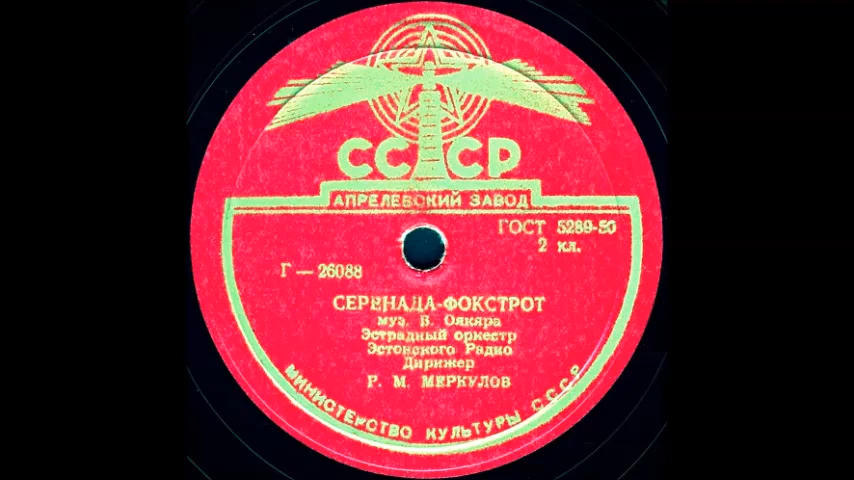 СССР
АПРЕЛЕВСКИЙ ЗАВОД
ГОСТ 5289-50
2 кл.
Г — 26088
СЕРЕНАДА-ФОКСТРОТ
муз. В. Оякяра
Эстрадный оркестр
Эстонского Радио
Дирижер
Р. М. МЕРКУЛОВ
МИНИСТЕРСТВО КУЛЬТУРЫ СССР